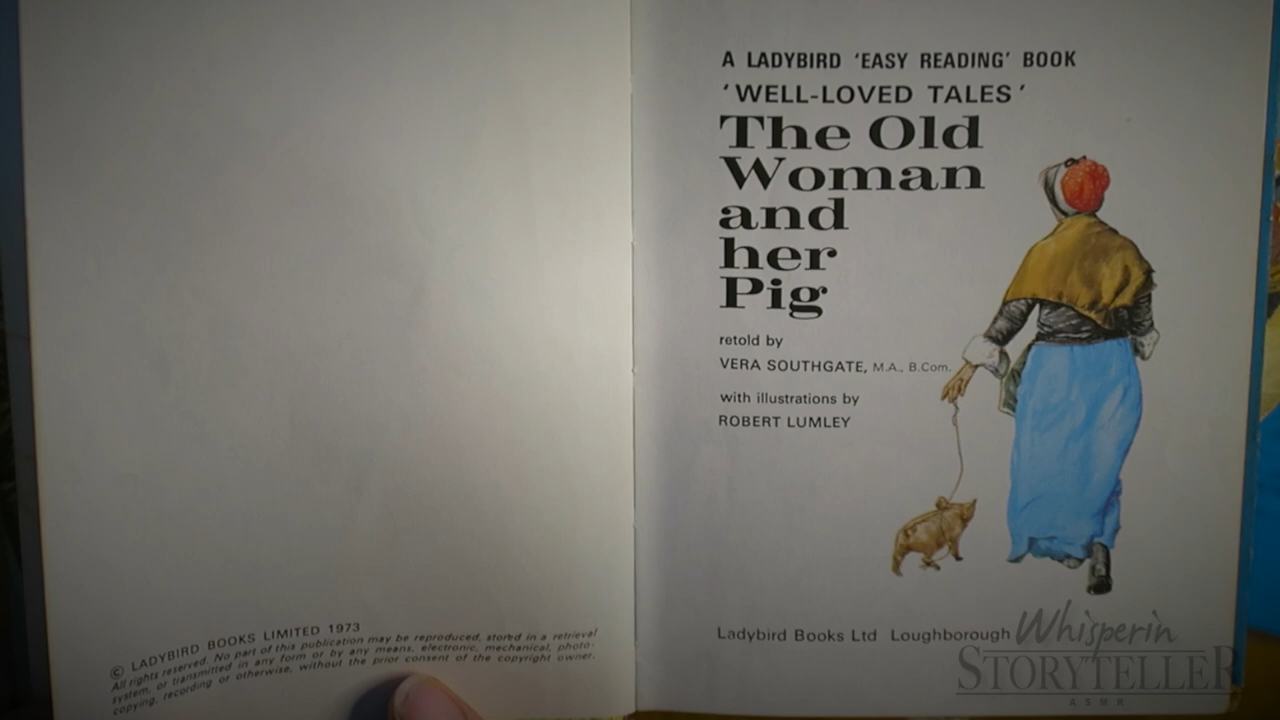 © LADYBIRD BOOKS LIMITED 1973
All rights reserved. No part of this publication may be reproduced, stored in a retrieval
system, or transmitted in any form or by any means, electronic, mechanical, photo-
copying, recording or otherwise, without the prior consent of the copyright owner.
A LADYBIRD 'EASY READING' BOOK
'WELL-LOVED TALES'
The Old
Woman
and
her
Pig
retold by
VERA SOUTHGATE, M.A., B.Com.
with illustrations by
ROBERT LUMLEY
Ladybird Books Ltd Loughborough
Whisperin
STORYTELLER
ASMR